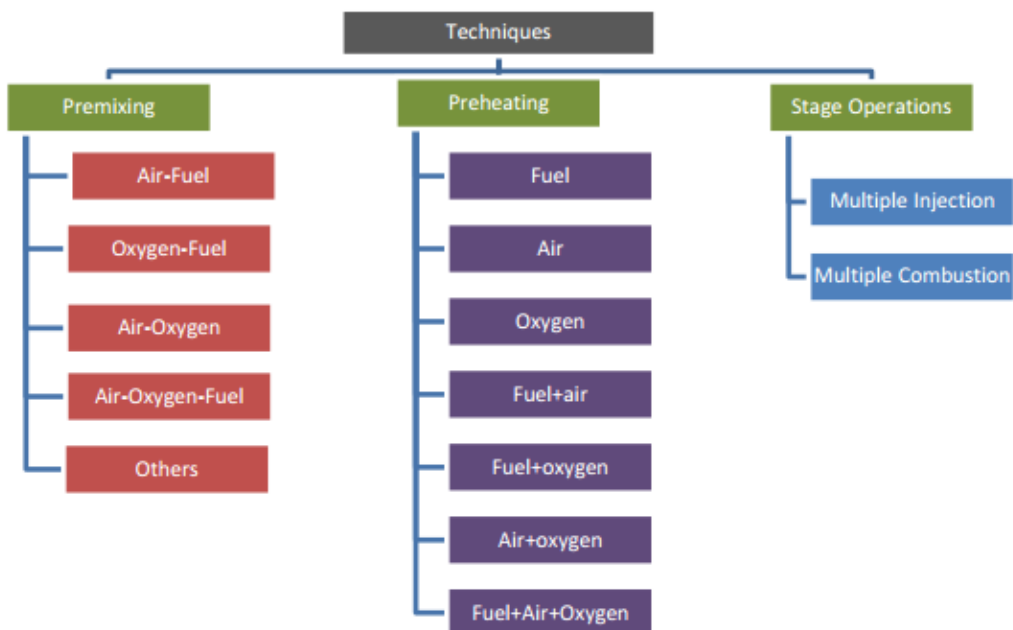 Techniques
Premixing
Air-Fuel
Oxygen-Fuel
Air-Oxygen
Air-Oxygen-Fuel
Others
Preheating
Fuel
Air
Oxygen
Fuel+air
Fuel+oxygen
Air+oxygen
Fuel+Air+Oxygen
Stage Operations
Multiple Injection
Multiple Combustion